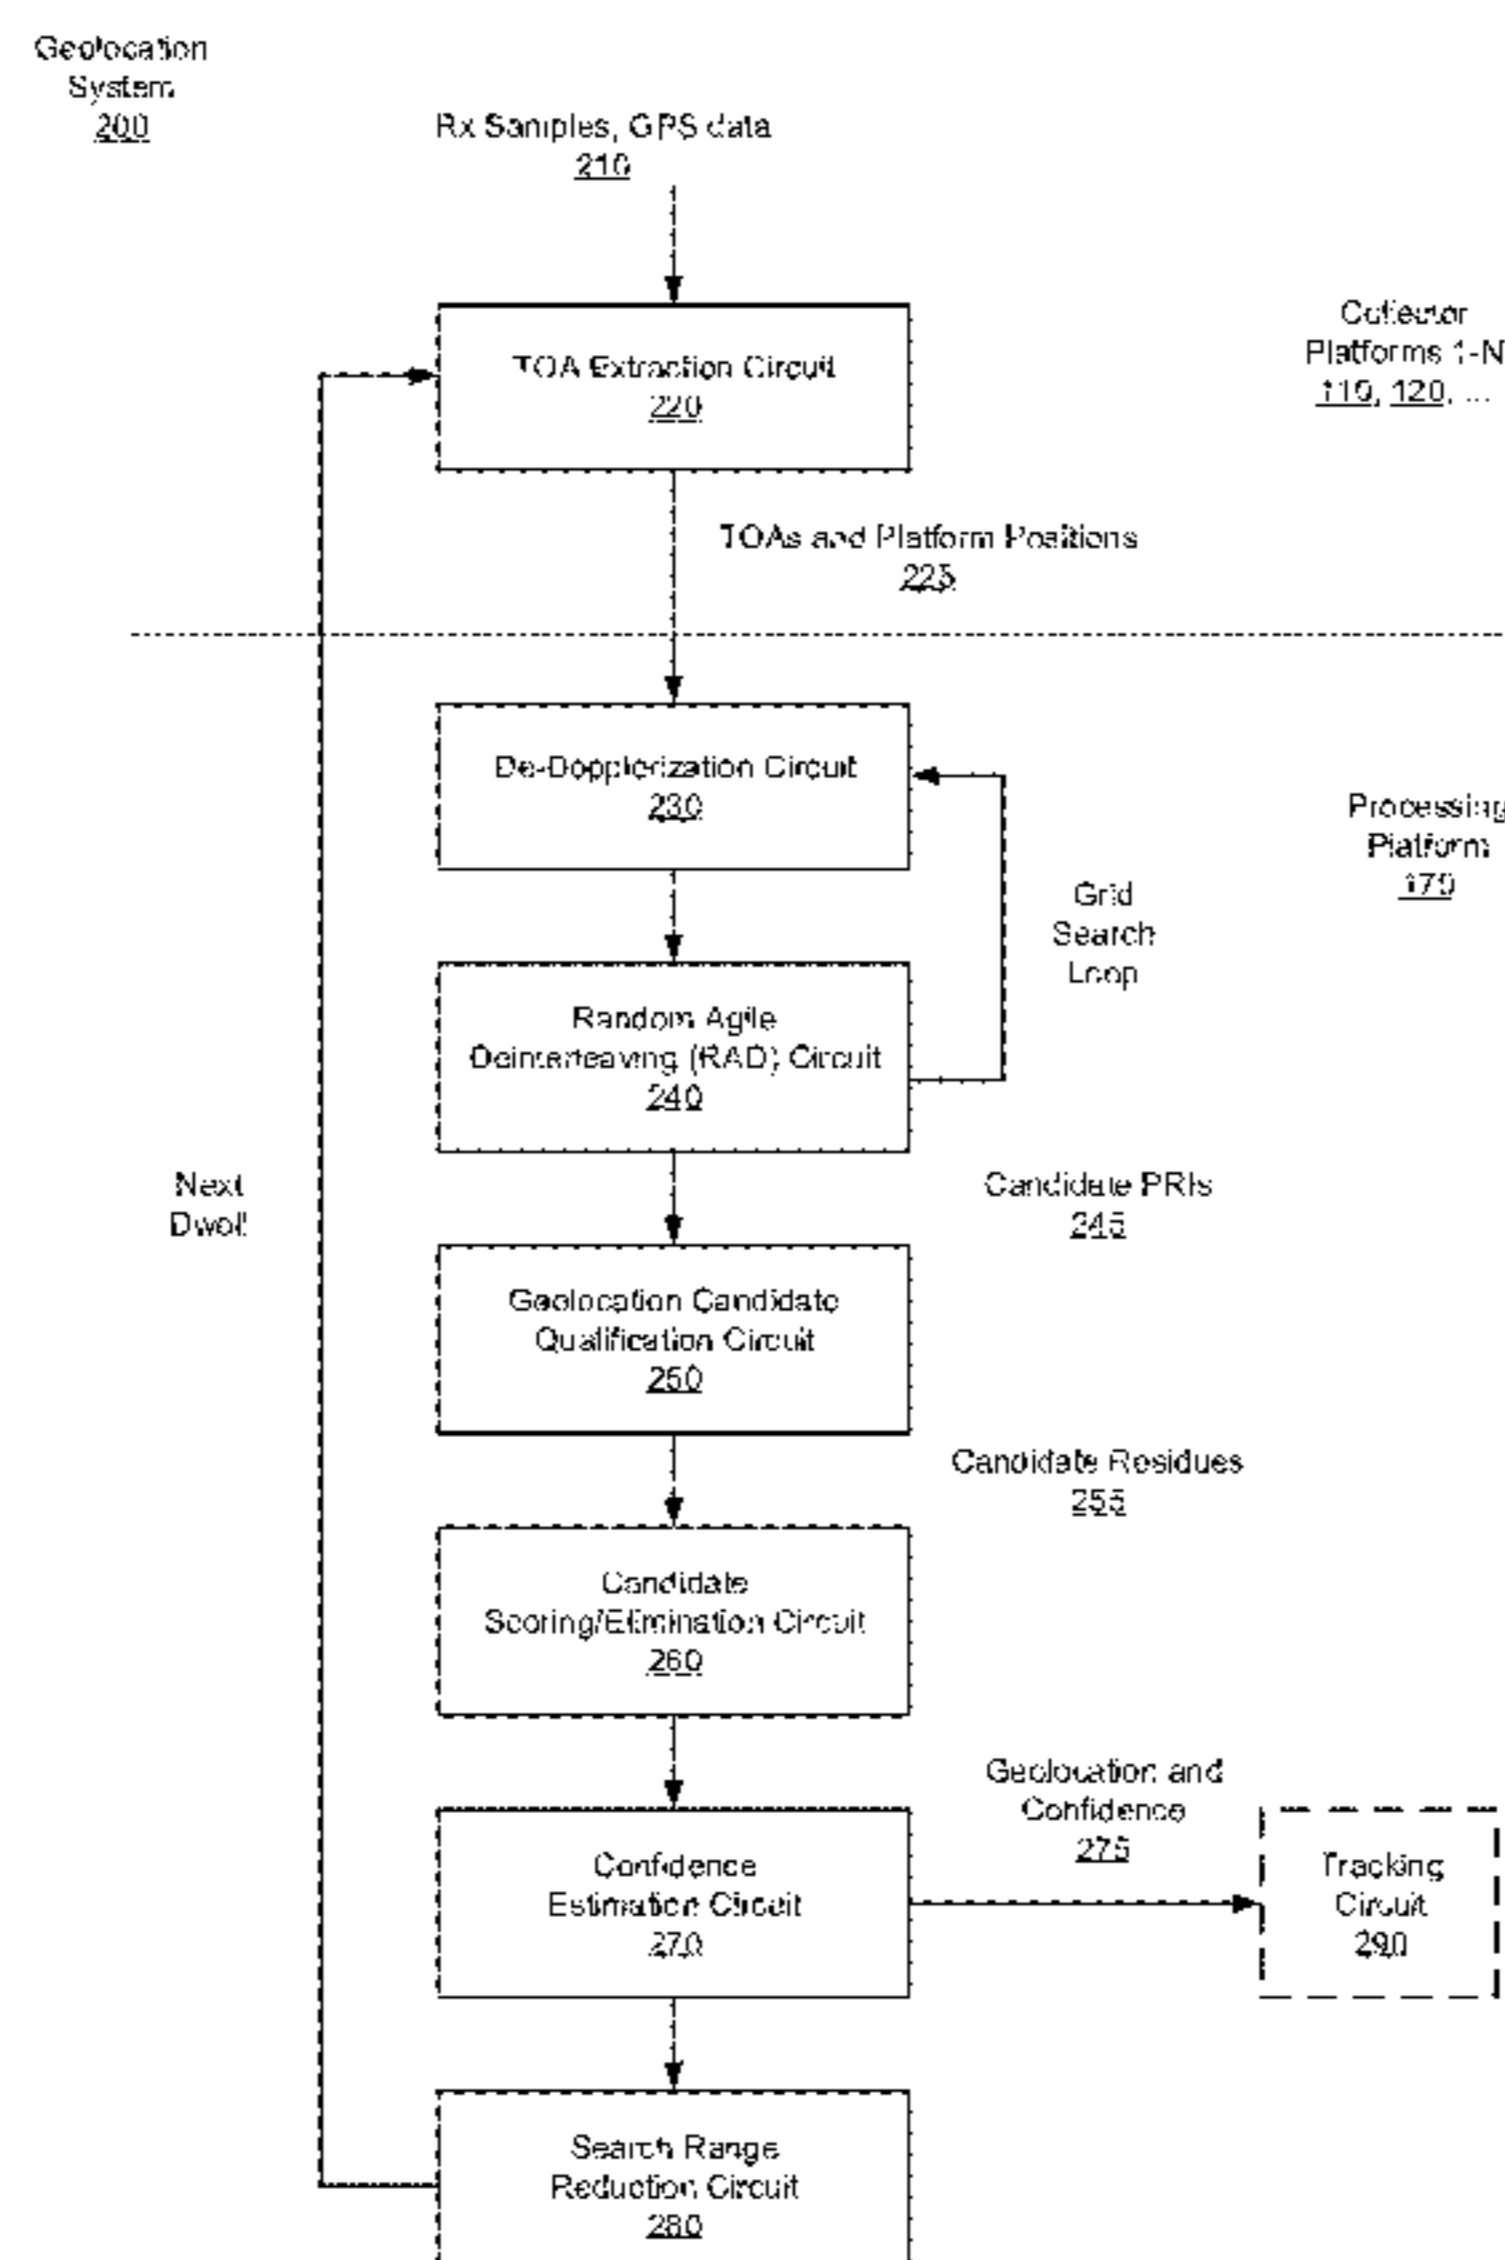 Geolocation
System
200
Rx Samples, GPS data
210
TOA Extraction Circuit
220
Collector
Platforms 1-N
110, 120, ...
TOAs and Platform Positions
225
De-Dopplerization Circuit
230
Processing
Platform
170
Grid
Search
Loop
Random Agile
Deinterleaving (RAD) Circuit
240
Next
Dwell
Candidate PRIs
245
Geolocation Candidate
Qualification Circuit
250
Candidate Residues
255
Candidate
Scoring/Elimination Circuit
260
Geolocation and
Confidence
275
Confidence
Estimation Circuit
270
Tracking
Circuit
290
Search Range
Reduction Circuit
280